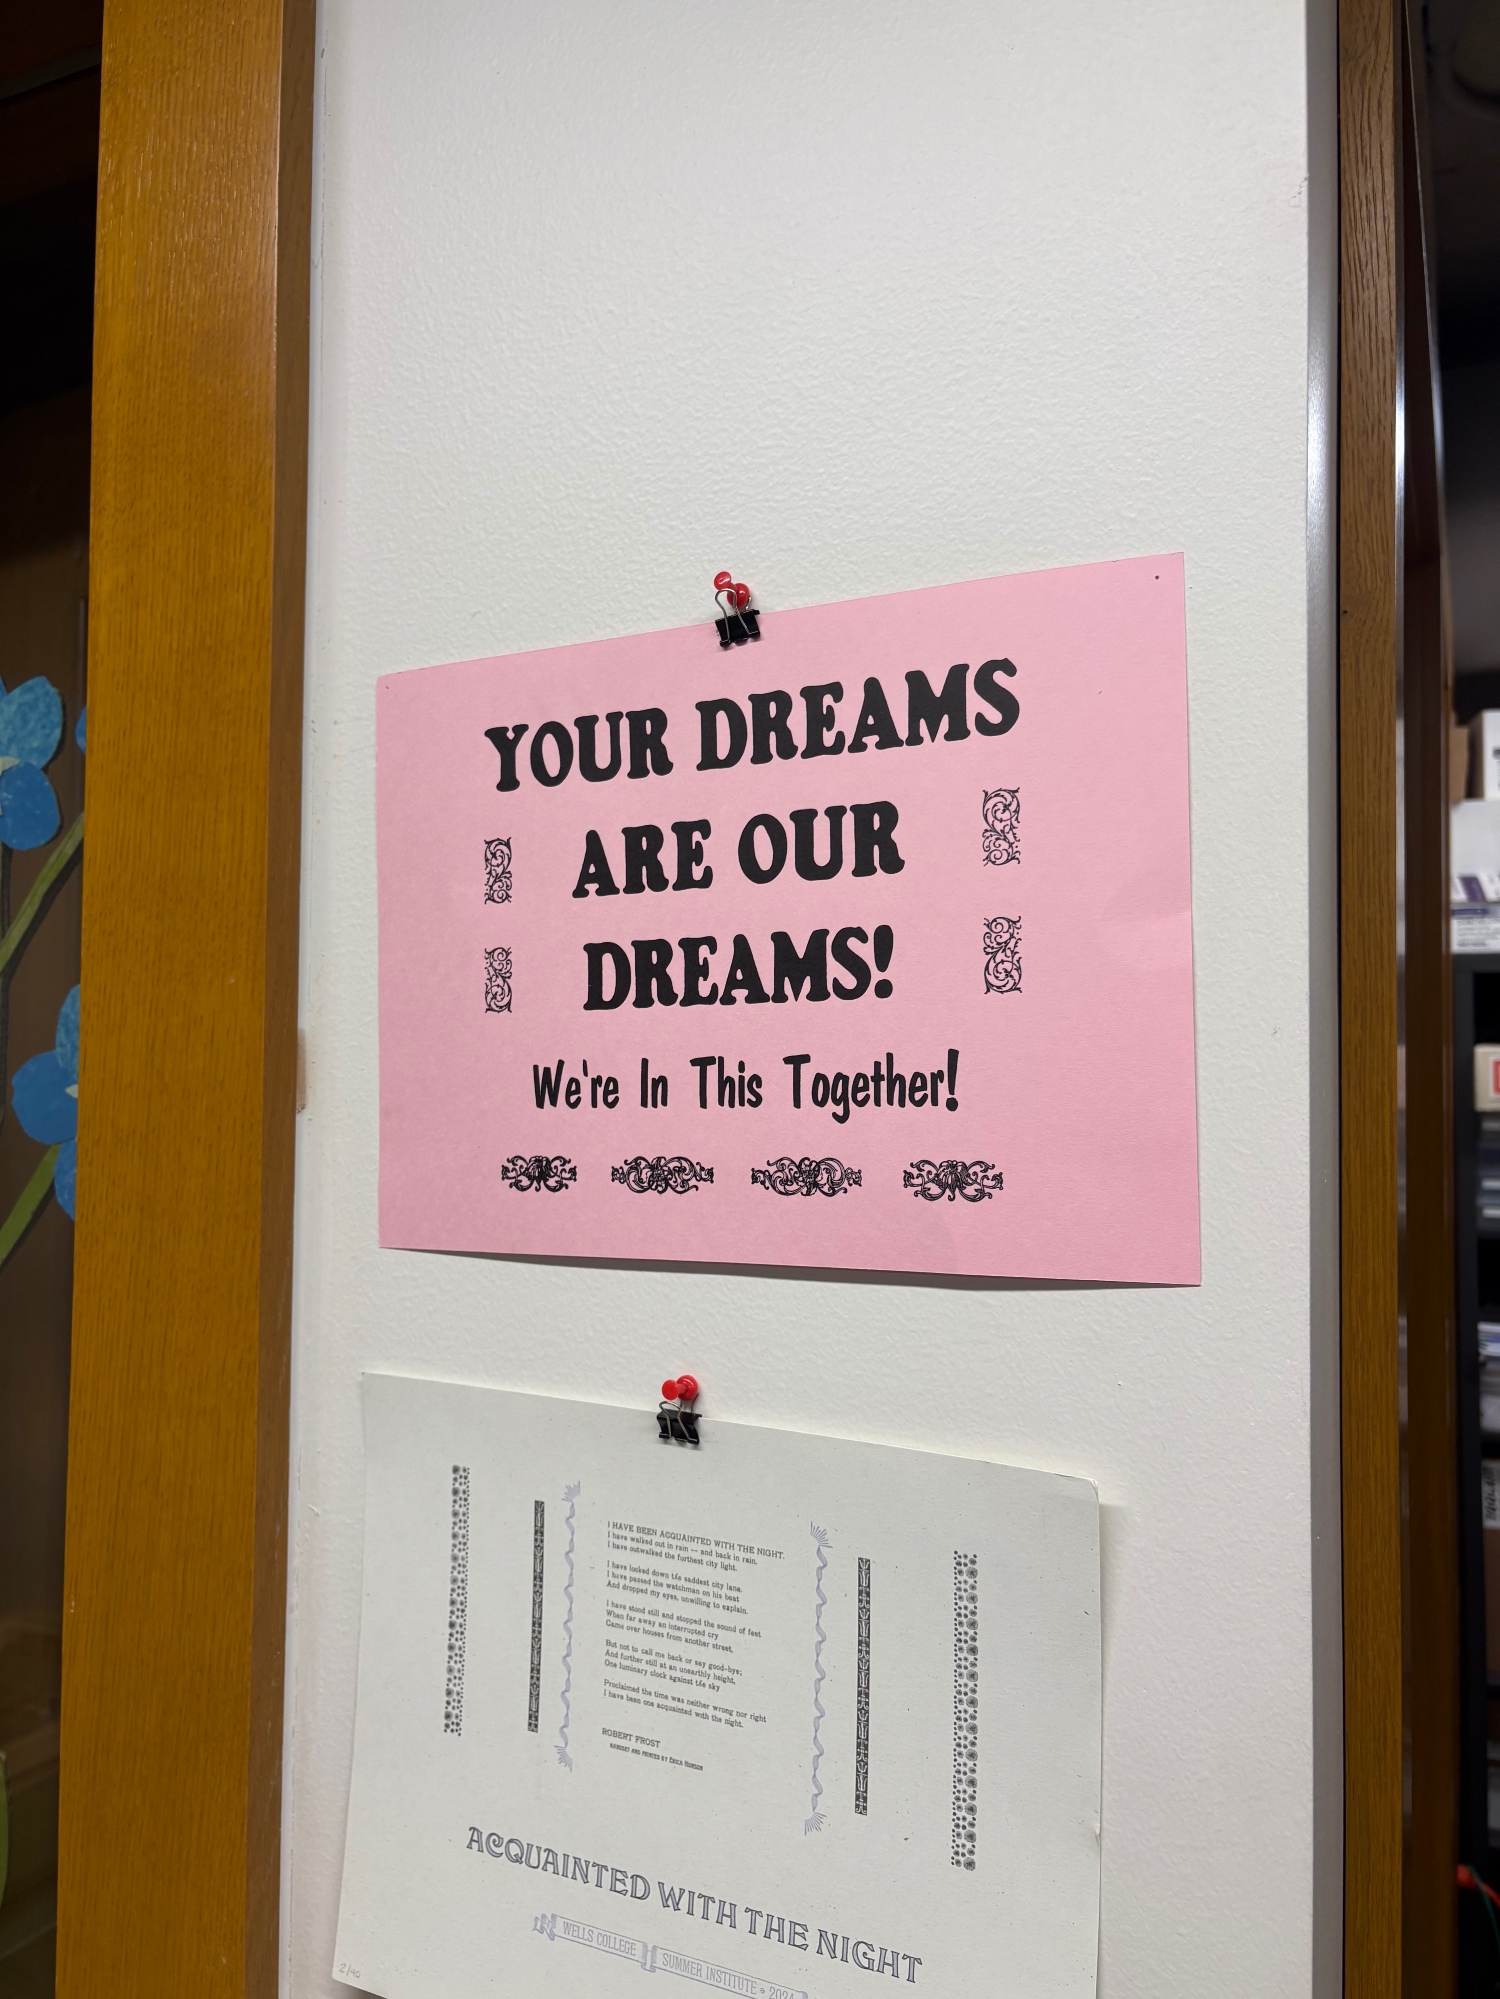 YOUR DREAMS
ARE OUR
DREAMS!
We're In This Together!
I HAVE BEEN ACQUAINTED WITH THE NIGHT.
I have walked out in rain — and back in rain.
I have outwalked the furthest city light.
I have looked down the saddest city lane.
I have passed the watchman on his beat
And dropped my eyes, unwilling to explain.
I have stood still and stopped the sound of feet
When far away an interrupted cry
Came over houses from another street,
But not to call me back or say good-bye;
And further still at an unearthly height,
One luminary clock against the sky
Proclaimed the time was neither wrong nor right
I have been one acquainted with the night.
ROBERT FROST
HANDSET AND PRINTED BY ERICA
ACQUAINTED WITH THE NIGHT
WELLS COLLEGE SUMMER INSTITUTE • 2024
2/40